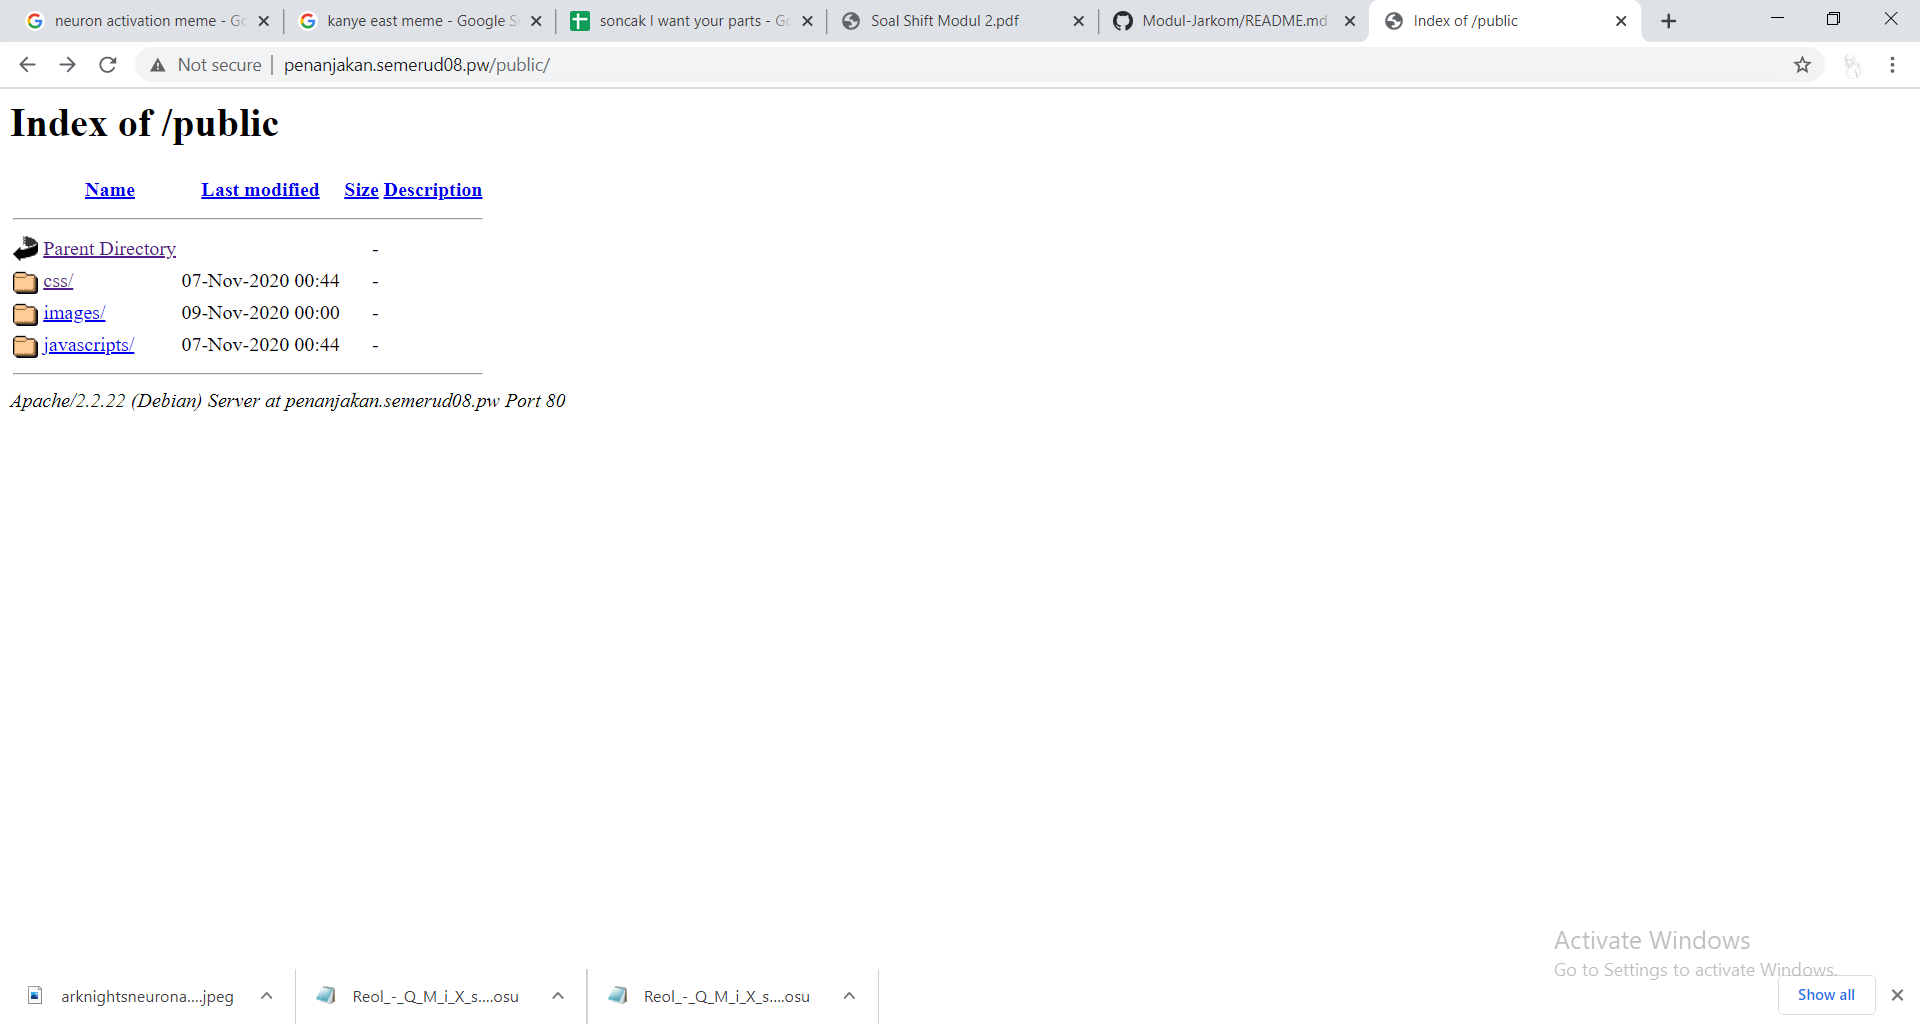 neuron activation meme - Go
kanye east meme - Google S
soncak I want your parts - Go
Soal Shift Modul 2.pdf
Modul-Jarkom/README.md
Index of /public
Not secure
penanjakan.semerud08.pw/public/
Index of /public
Name Last modified Size Description
Parent Directory -
css/ 07-Nov-2020 00:44 -
images/ 09-Nov-2020 00:00 -
javascripts/ 07-Nov-2020 00:44 -
Apache/2.2.22 (Debian) Server at penanjakan.semerud08.pw Port 80
Activate Windows
Go to Settings to activate Windows.
arknightsneurona....jpeg
Reol_-_Q_M_i_X_s....osu
Reol_-_Q_M_i_X_s....osu
Show all